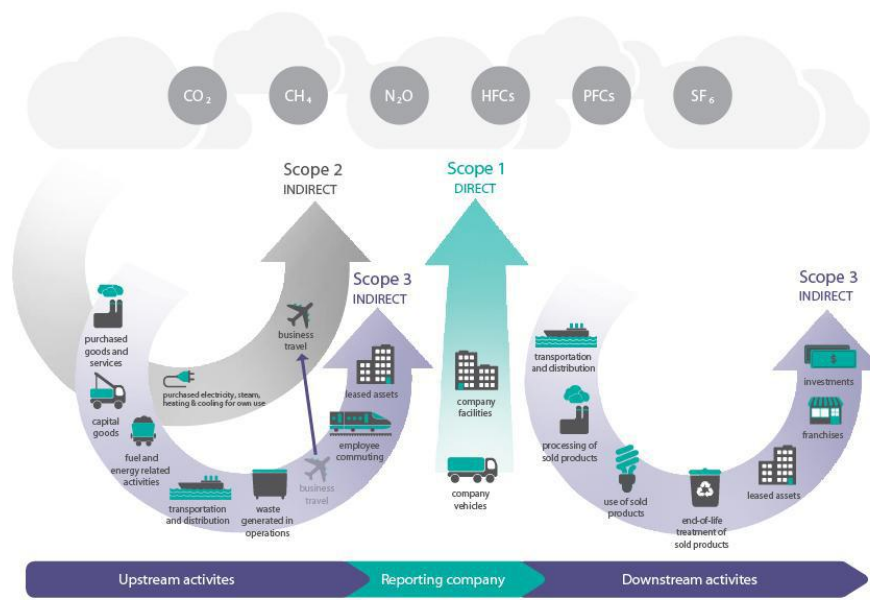 CO₂
CH₄
N₂O
HFCs
PFCs
SF₆
Scope 2
INDIRECT
Scope 1
DIRECT
Scope 3
INDIRECT
Scope 3
INDIRECT
purchased
goods and
services
capital
goods
fuel and
energy related
activities
purchased electricity, steam,
heating & cooling for own use
transportation
and distribution
waste
generated in
operations
business
travel
business
travel
employee
commuting
leased assets
company
facilities
company
vehicles
transportation
and distribution
processing of
sold products
use of sold
products
end-of-life
treatment of
sold products
leased assets
franchises
investments
Upstream activites
Reporting company
Downstream activites